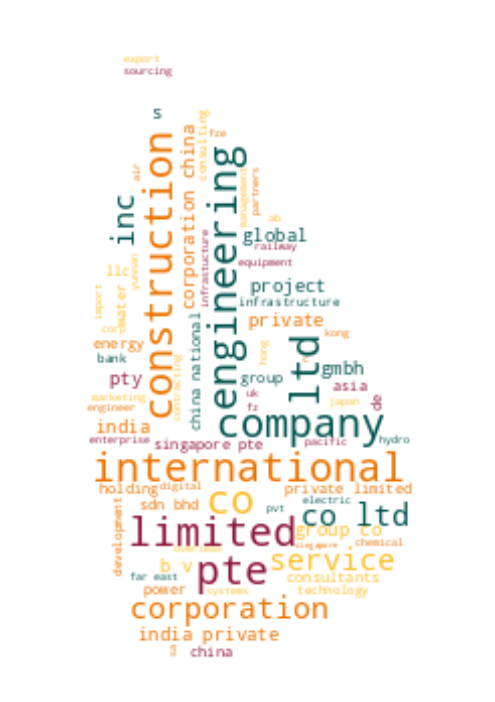 export
sourcing
s
construction
corporation china
consulting
fze
engineering
management
partners
air
inc
ab
global
railway
equipment
infrastructure
llc
yunnan
water
import
project
infrastructure
private
kong
energy
bank
china national
ltd
hong
gmbh
pty
group
asia
contracting
uk
fz
japan
de
marketing
engineer
company
india
enterprise
singapore pte
pacific
hydro
international
holding
digital
private limited
co
electric
sdn bhd
pvt
co ltd
development
limited
group co
singapore
chemical
overseas
service
b v
pte
far east
consultants
power
systems
technology
corporation
india private
china